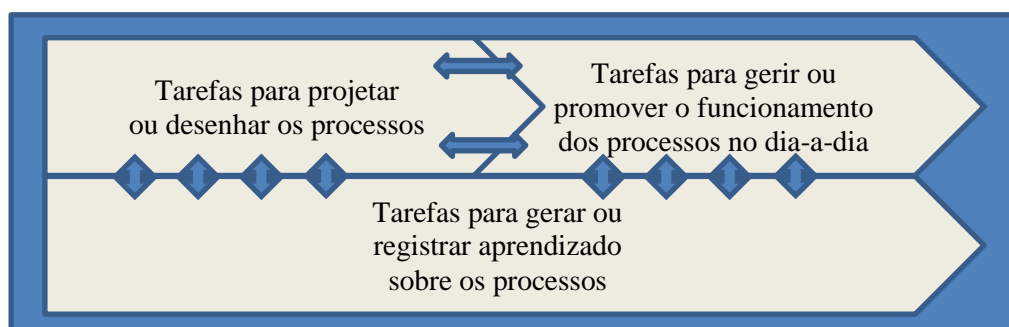 Tarefas para projetar
ou desenhar os processos
Tarefas para gerir ou
promover o funcionamento
dos processos no dia-a-dia
Tarefas para gerar ou
registrar aprendizado
sobre os processos